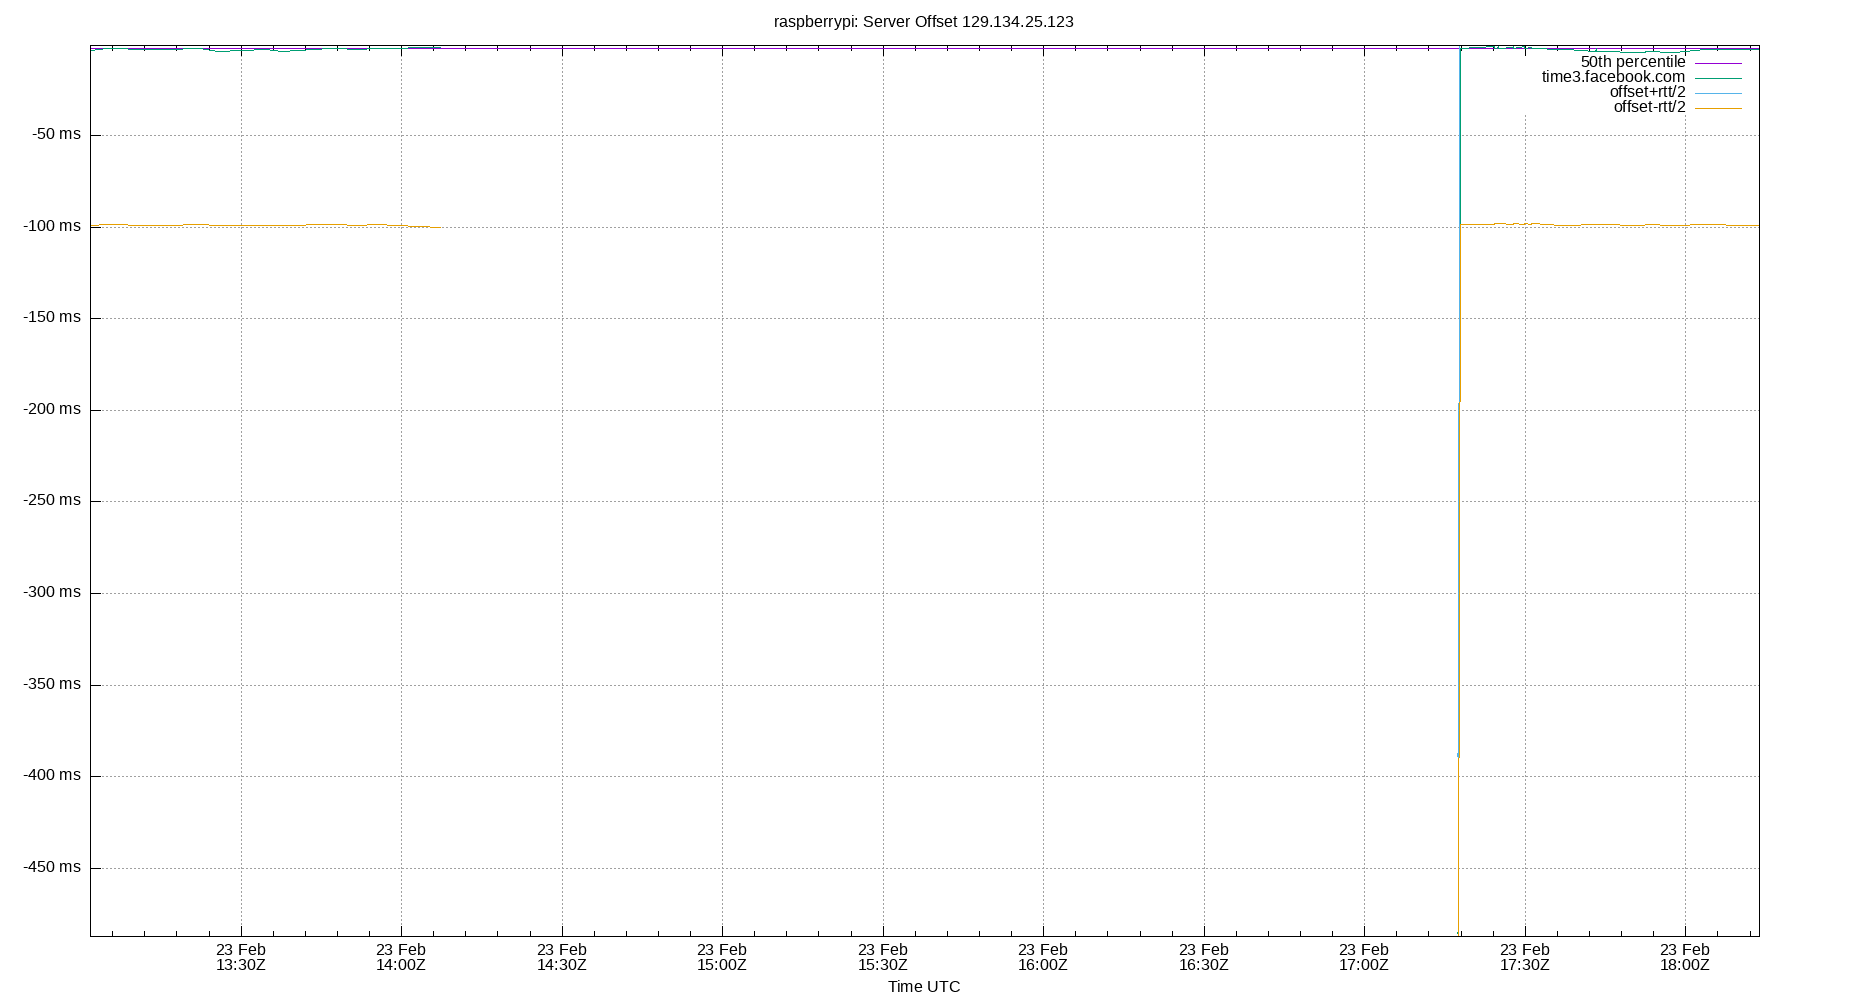 raspberrypi: Server Offset 129.134.25.123
50th percentile
time3.facebook.com
offset+rtt/2
offset-rtt/2
-50 ms
-100 ms
-150 ms
-200 ms
-250 ms
-300 ms
-350 ms
-400 ms
-450 ms
23 Feb 23 Feb 23 Feb 23 Feb 23 Feb 23 Feb 23 Feb 23 Feb 23 Feb 23 Feb
13:30Z 14:00Z 14:30Z 15:00Z 15:30Z 16:00Z 16:30Z 17:00Z 17:30Z 18:00Z
Time UTC